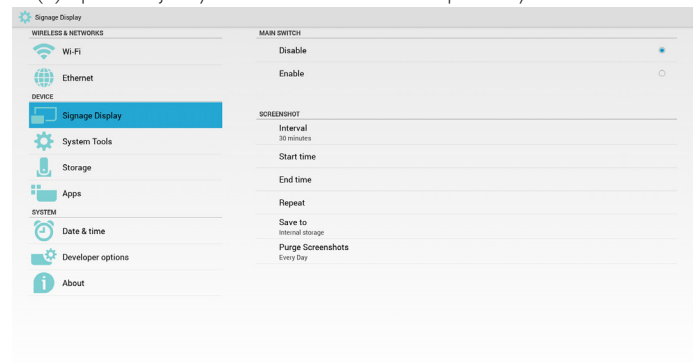 Signage Display
WIRELESS & NETWORKS
Wi-Fi
Ethernet
DEVICE
Signage Display
System Tools
Storage
Apps
SYSTEM
Date & time
Developer options
About
MAIN SWITCH
Disable
Enable
SCREENSHOT
Interval
30 minutes
Start time
End time
Repeat
Save to
Internal storage
Purge Screenshots
Every Day